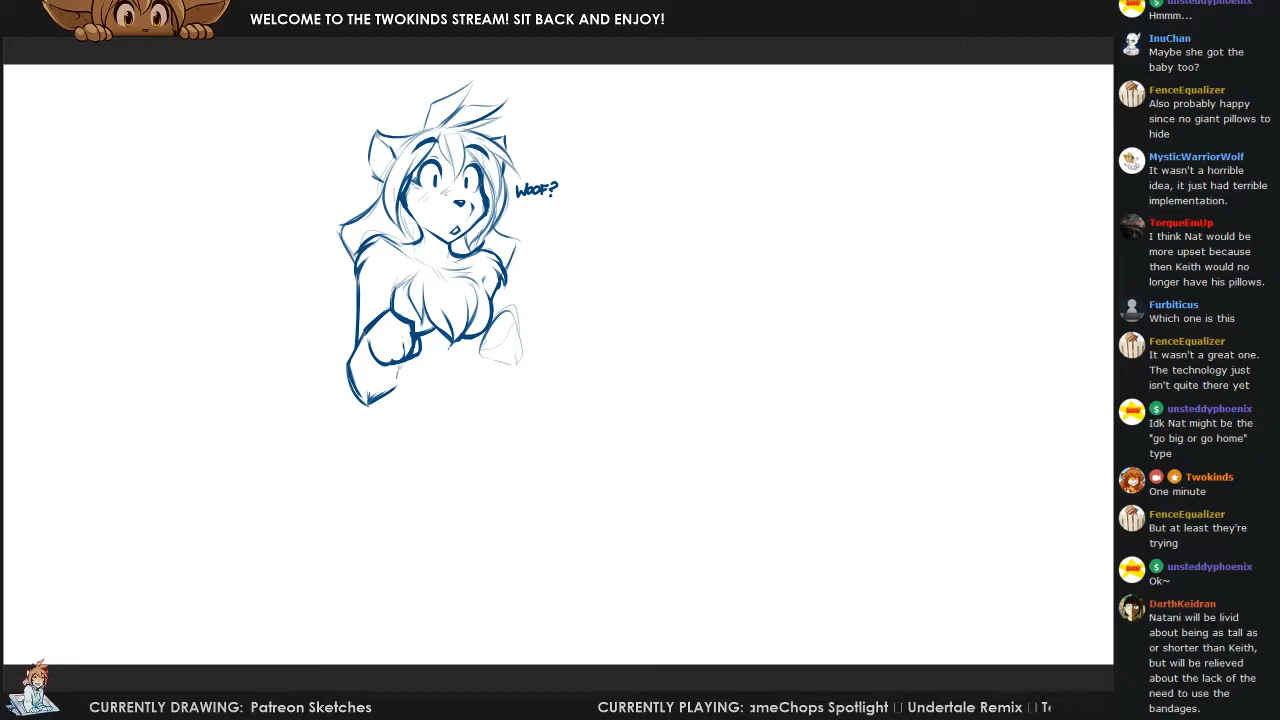 WELCOME TO THE TWOKINDS STREAM! SIT BACK AND ENJOY!
WOOF?
unsteddyphoenix
Hmmm...
InuChan
Maybe she got the
baby too?
FenceEqualizer
Also probably happy
since no giant pillows to
hide
MysticWarriorWolf
It wasn't a horrible
idea, it just had terrible
implementation.
TorqueEmUp
I think Nat would be
more upset because
then Keith would no
longer have his pillows.
Furbiticus
Which one is this
FenceEqualizer
It wasn't a great one.
The technology just
isn't quite there yet
unsteddyphoenix
Idk Nat might be the
"go big or go home"
type
Twokinds
One minute
FenceEqualizer
But at least they're
trying
unsteddyphoenix
Ok~
DarthKeidran
Natani will be livid
about being as tall as
or shorter than Keith,
but will be relieved
about the lack of the
need to use the
bandages.
CURRENTLY DRAWING: Patreon Sketches
CURRENTLY PLAYING: ameChops Spotlight ▯ Undertale Remix ▯ Te